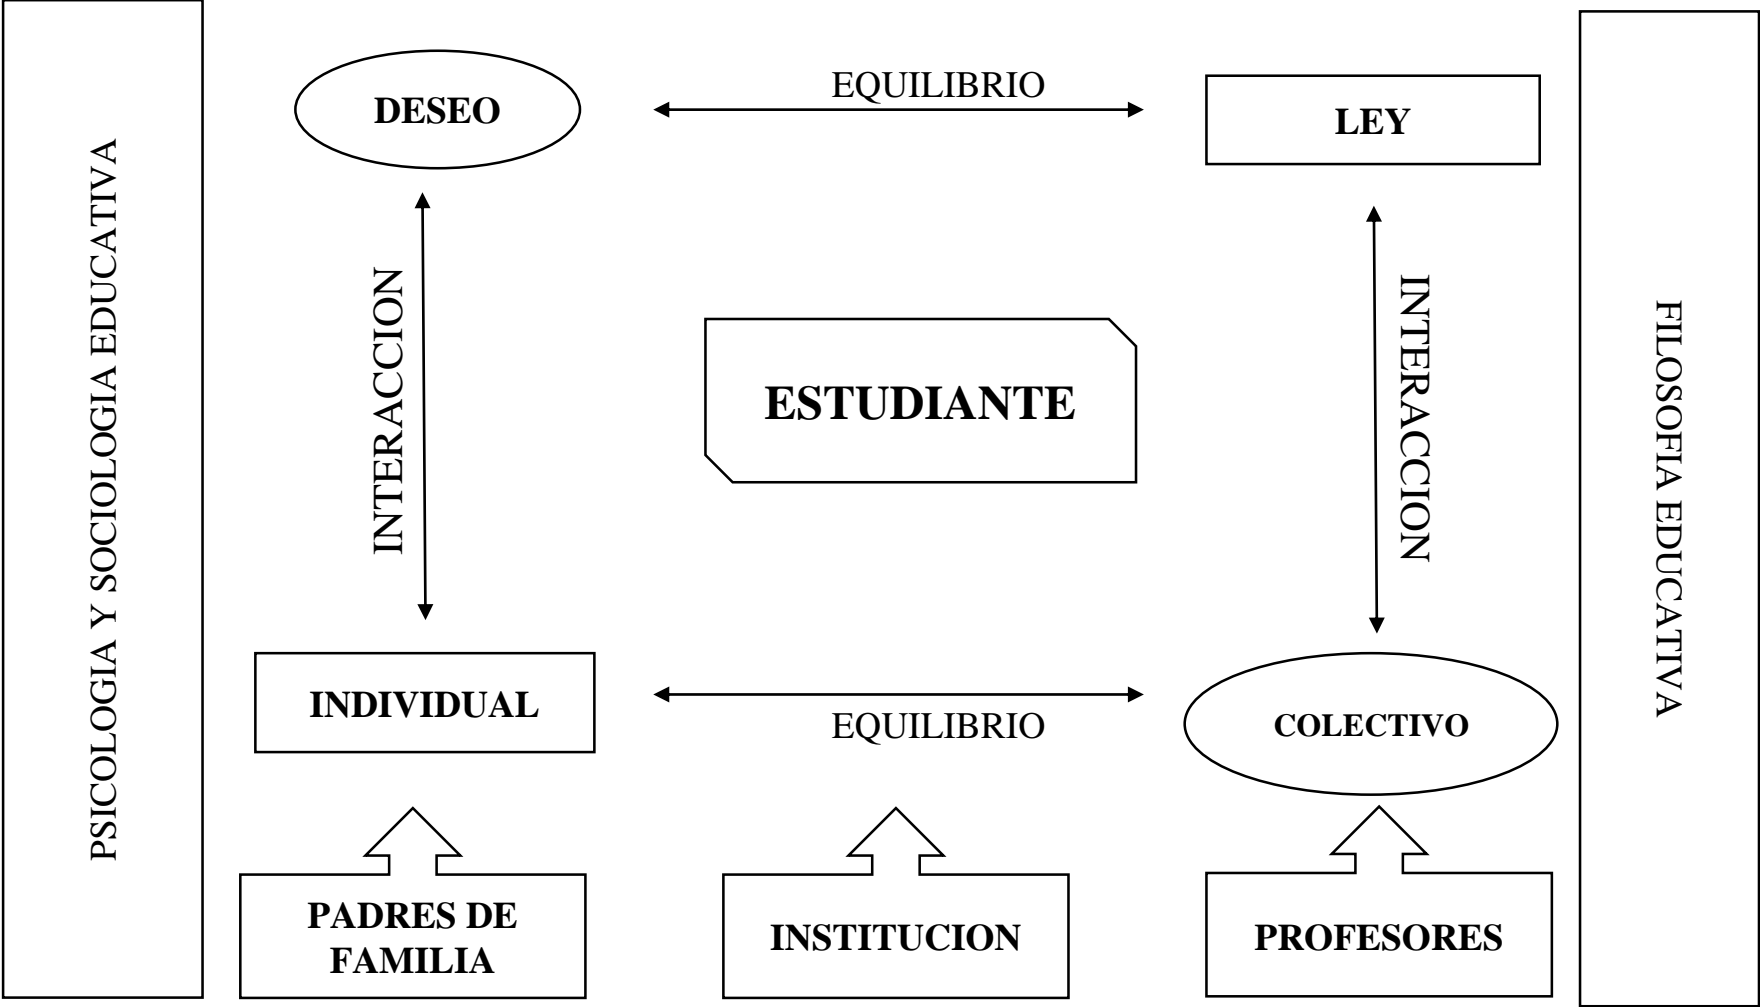 PSICOLOGIA Y SOCIOLOGIA EDUCATIVA
DESEO
EQUILIBRIO
LEY
INTERACCION
ESTUDIANTE
INTERACCION
FILOSOFIA EDUCATIVA
INDIVIDUAL
EQUILIBRIO
COLECTIVO
PADRES DE
FAMILIA
INSTITUCION
PROFESORES